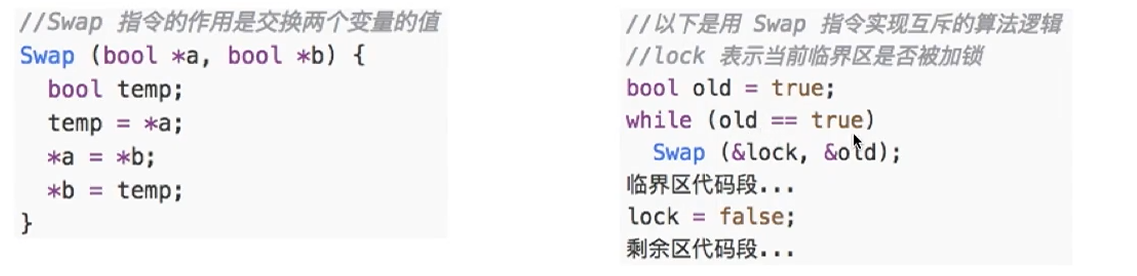 //Swap 指令的作用是交换两个变量的值
Swap (bool *a, bool *b) {
  bool temp;
  temp = *a;
  *a = *b;
  *b = temp;
}
//以下是用 Swap 指令实现互斥的算法逻辑
//lock 表示当前临界区是否被加锁
bool old = true;
while (old == true)
  Swap (&lock, &old);
临界区代码段...
lock = false;
剩余区代码段...